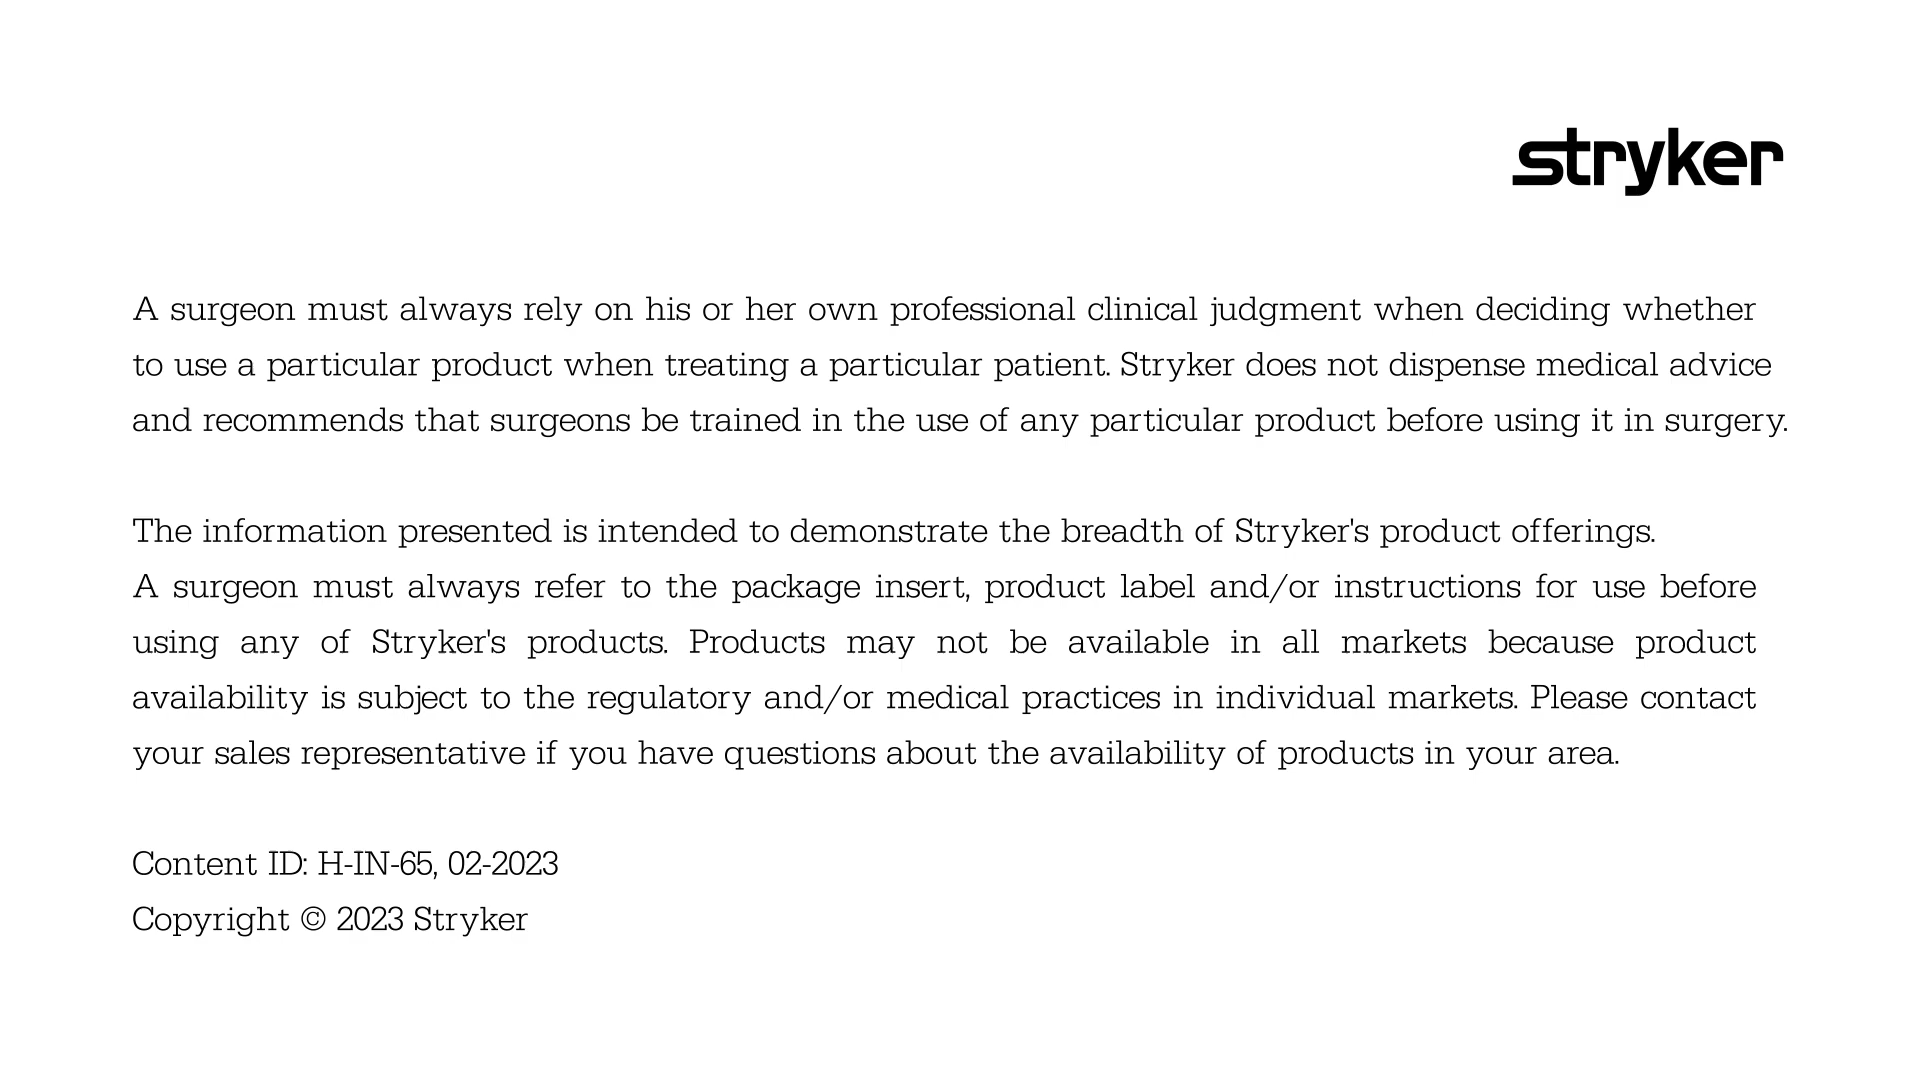 stryker
A surgeon must always rely on his or her own professional clinical judgment when deciding whether
to use a particular product when treating a particular patient. Stryker does not dispense medical advice
and recommends that surgeons be trained in the use of any particular product before using it in surgery.
The information presented is intended to demonstrate the breadth of Stryker's product offerings.
A surgeon must always refer to the package insert, product label and/or instructions for use before
using any of Stryker's products. Products may not be available in all markets because product
availability is subject to the regulatory and/or medical practices in individual markets. Please contact
your sales representative if you have questions about the availability of products in your area.
Content ID: H-IN-65, 02-2023
Copyright © 2023 Stryker